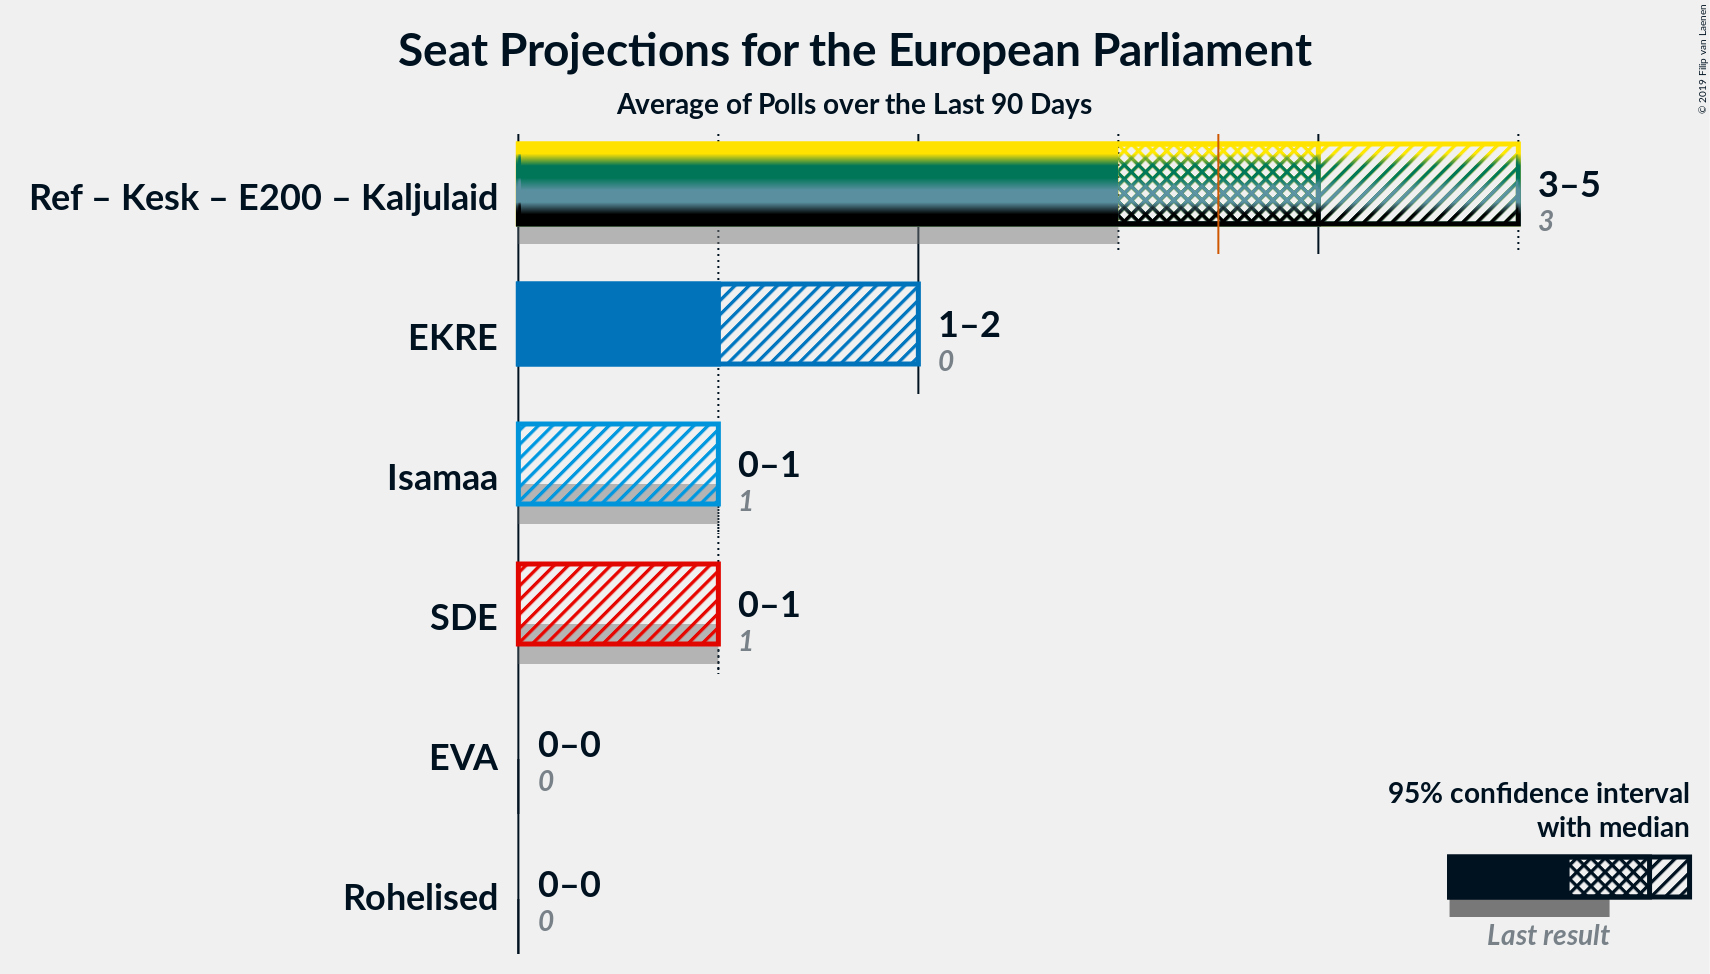 Seat Projections for the European Parliament
Average of Polls over the Last 90 Days
© 2019 Filip van Laenen
Ref – Kesk – E200 – Kaljulaid
3–5
3
EKRE
1–2
0
Isamaa
0–1
1
SDE
0–1
1
EVA
0–0
0
Rohelised
0–0
0
95% confidence interval
with median
Last result